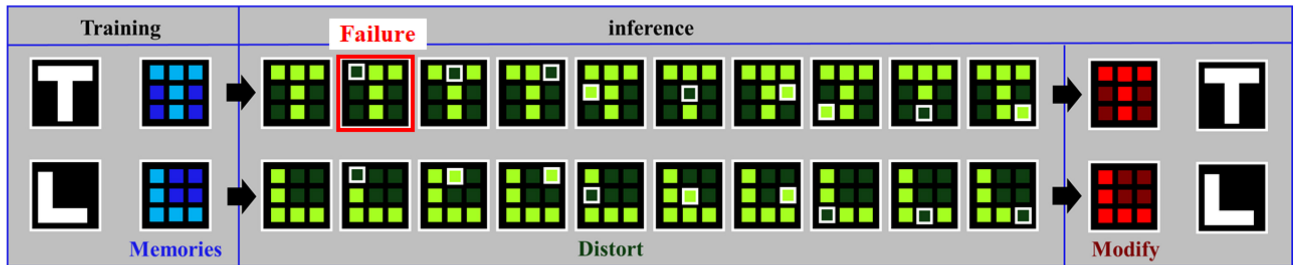 Training
inference
Failure
T
T
L
L
Memories
Distort
Modify